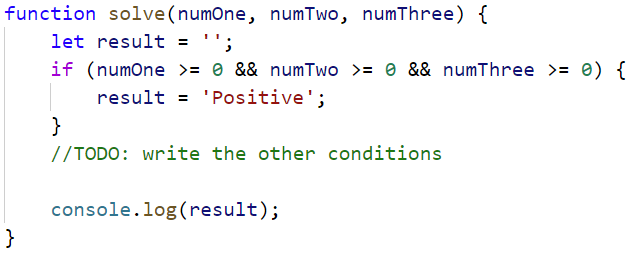 function solve(numOne, numTwo, numThree) {
    let result = '';
    if (numOne >= 0 && numTwo >= 0 && numThree >= 0) {
        result = 'Positive';
    }
    //TODO: write the other conditions

    console.log(result);
}